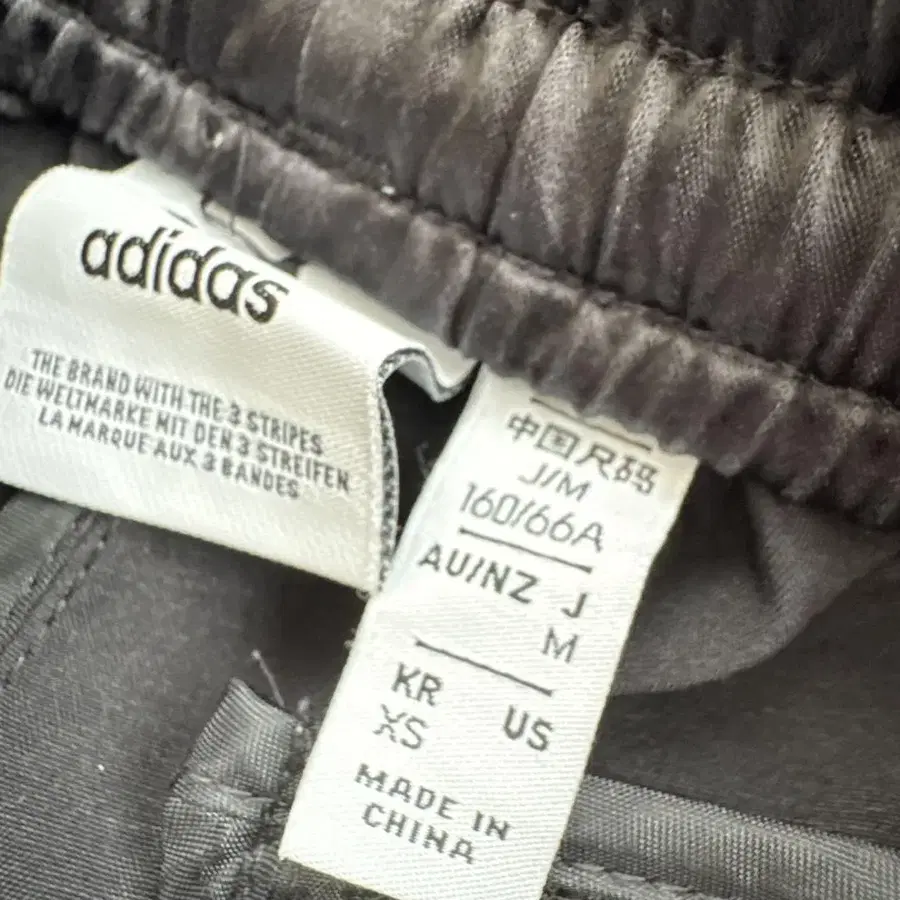 adidas
THE BRAND WITH THE 3 STRIPES
DIE WELTMARKE MIT DEN 3 STREIFEN
LA MARQUE AUX 3 BANDES
中国尺码
J/M
160/66A
AU/NZ J
M
KR US
XS
MADE IN
CHINA